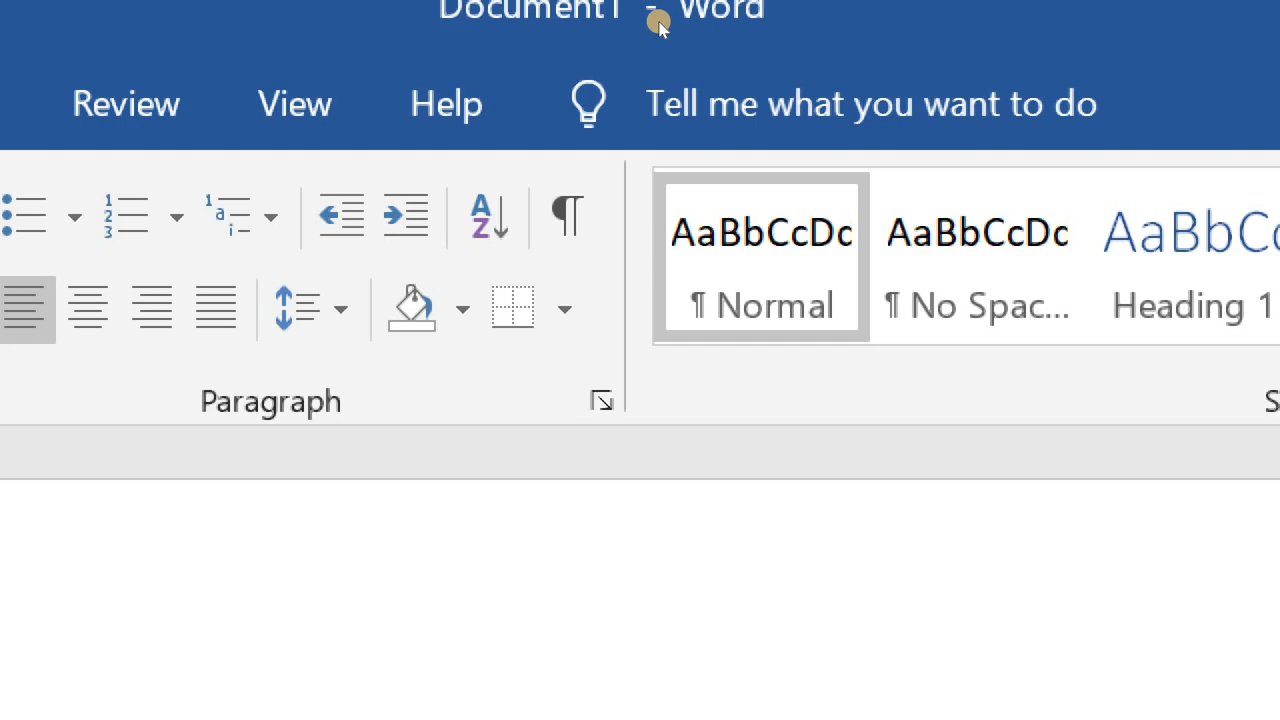 Document1 - Word
Review View Help Tell me what you want to do
AaBbCcDc AaBbCcDc AaBbCc
¶ Normal ¶ No Spac... Heading 1
Paragraph